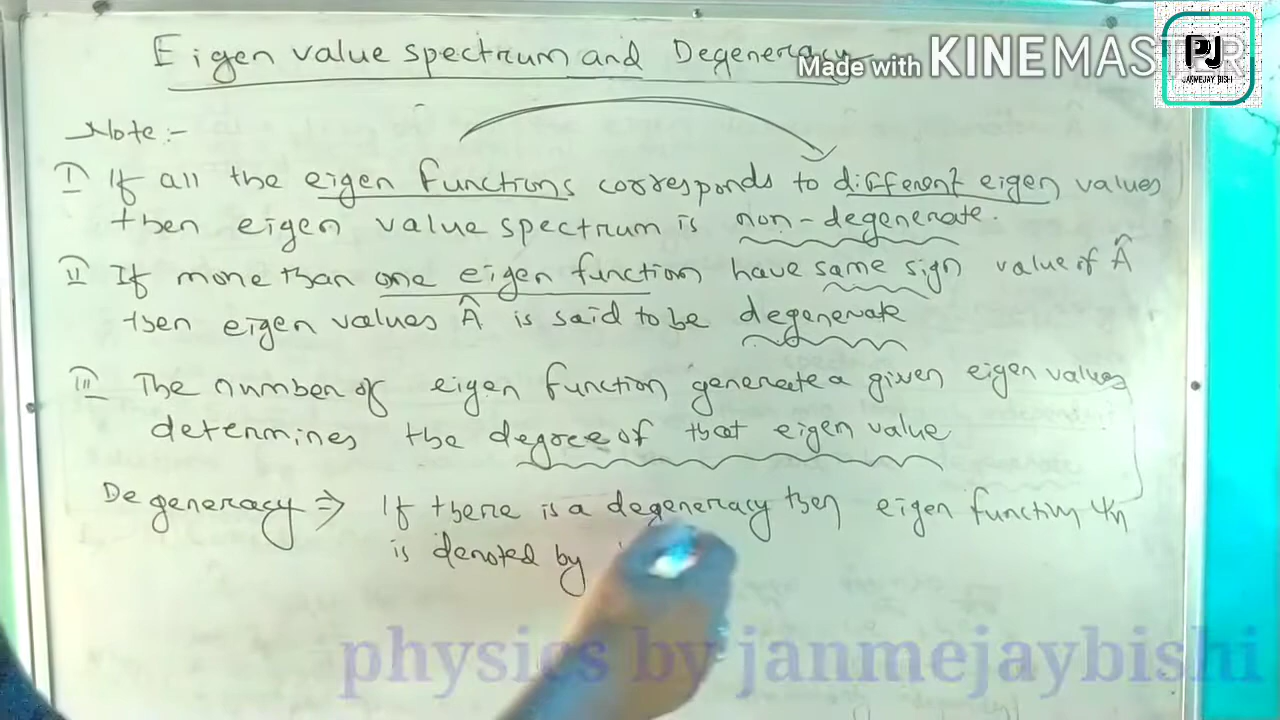 Eigen value spectrum and Degeneracy
Made with KINEMASTER
PJ
JANMEJAY BISHI
Note:-
I If all the eigen functions corresponds to different eigen values
then eigen value spectrum is non-degenerate.
II If more than one eigen function have same sign value of Â
then eigen values Â is said to be degenerate
III The number of eigen function generate a given eigen values
determines the degree of that eigen value
Degeneracy ⇒ If there is a degeneracy then eigen function Ψn
is denoted by
physics by janmejaybishi